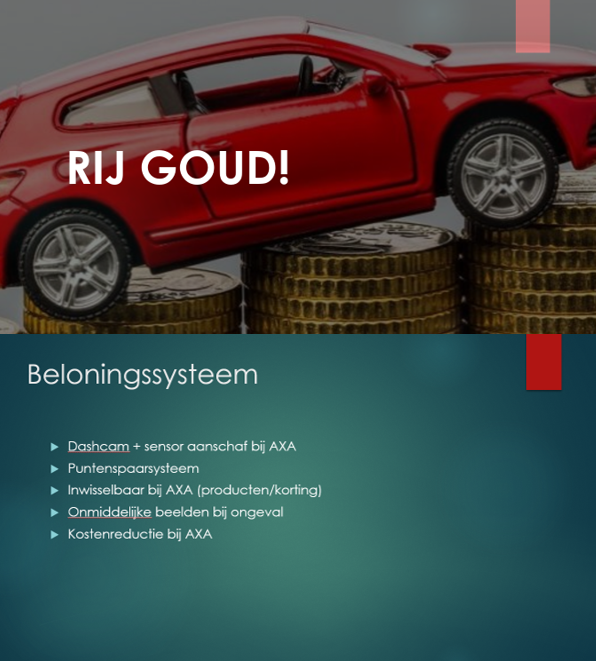 RIJ GOUD!
Beloningssysteem
Dashcam + sensor aanschaf bij AXA
Puntenspaarsysteem
Inwisselbaar bij AXA (producten/korting)
Onmiddelijke beelden bij ongeval
Kostenreductie bij AXA